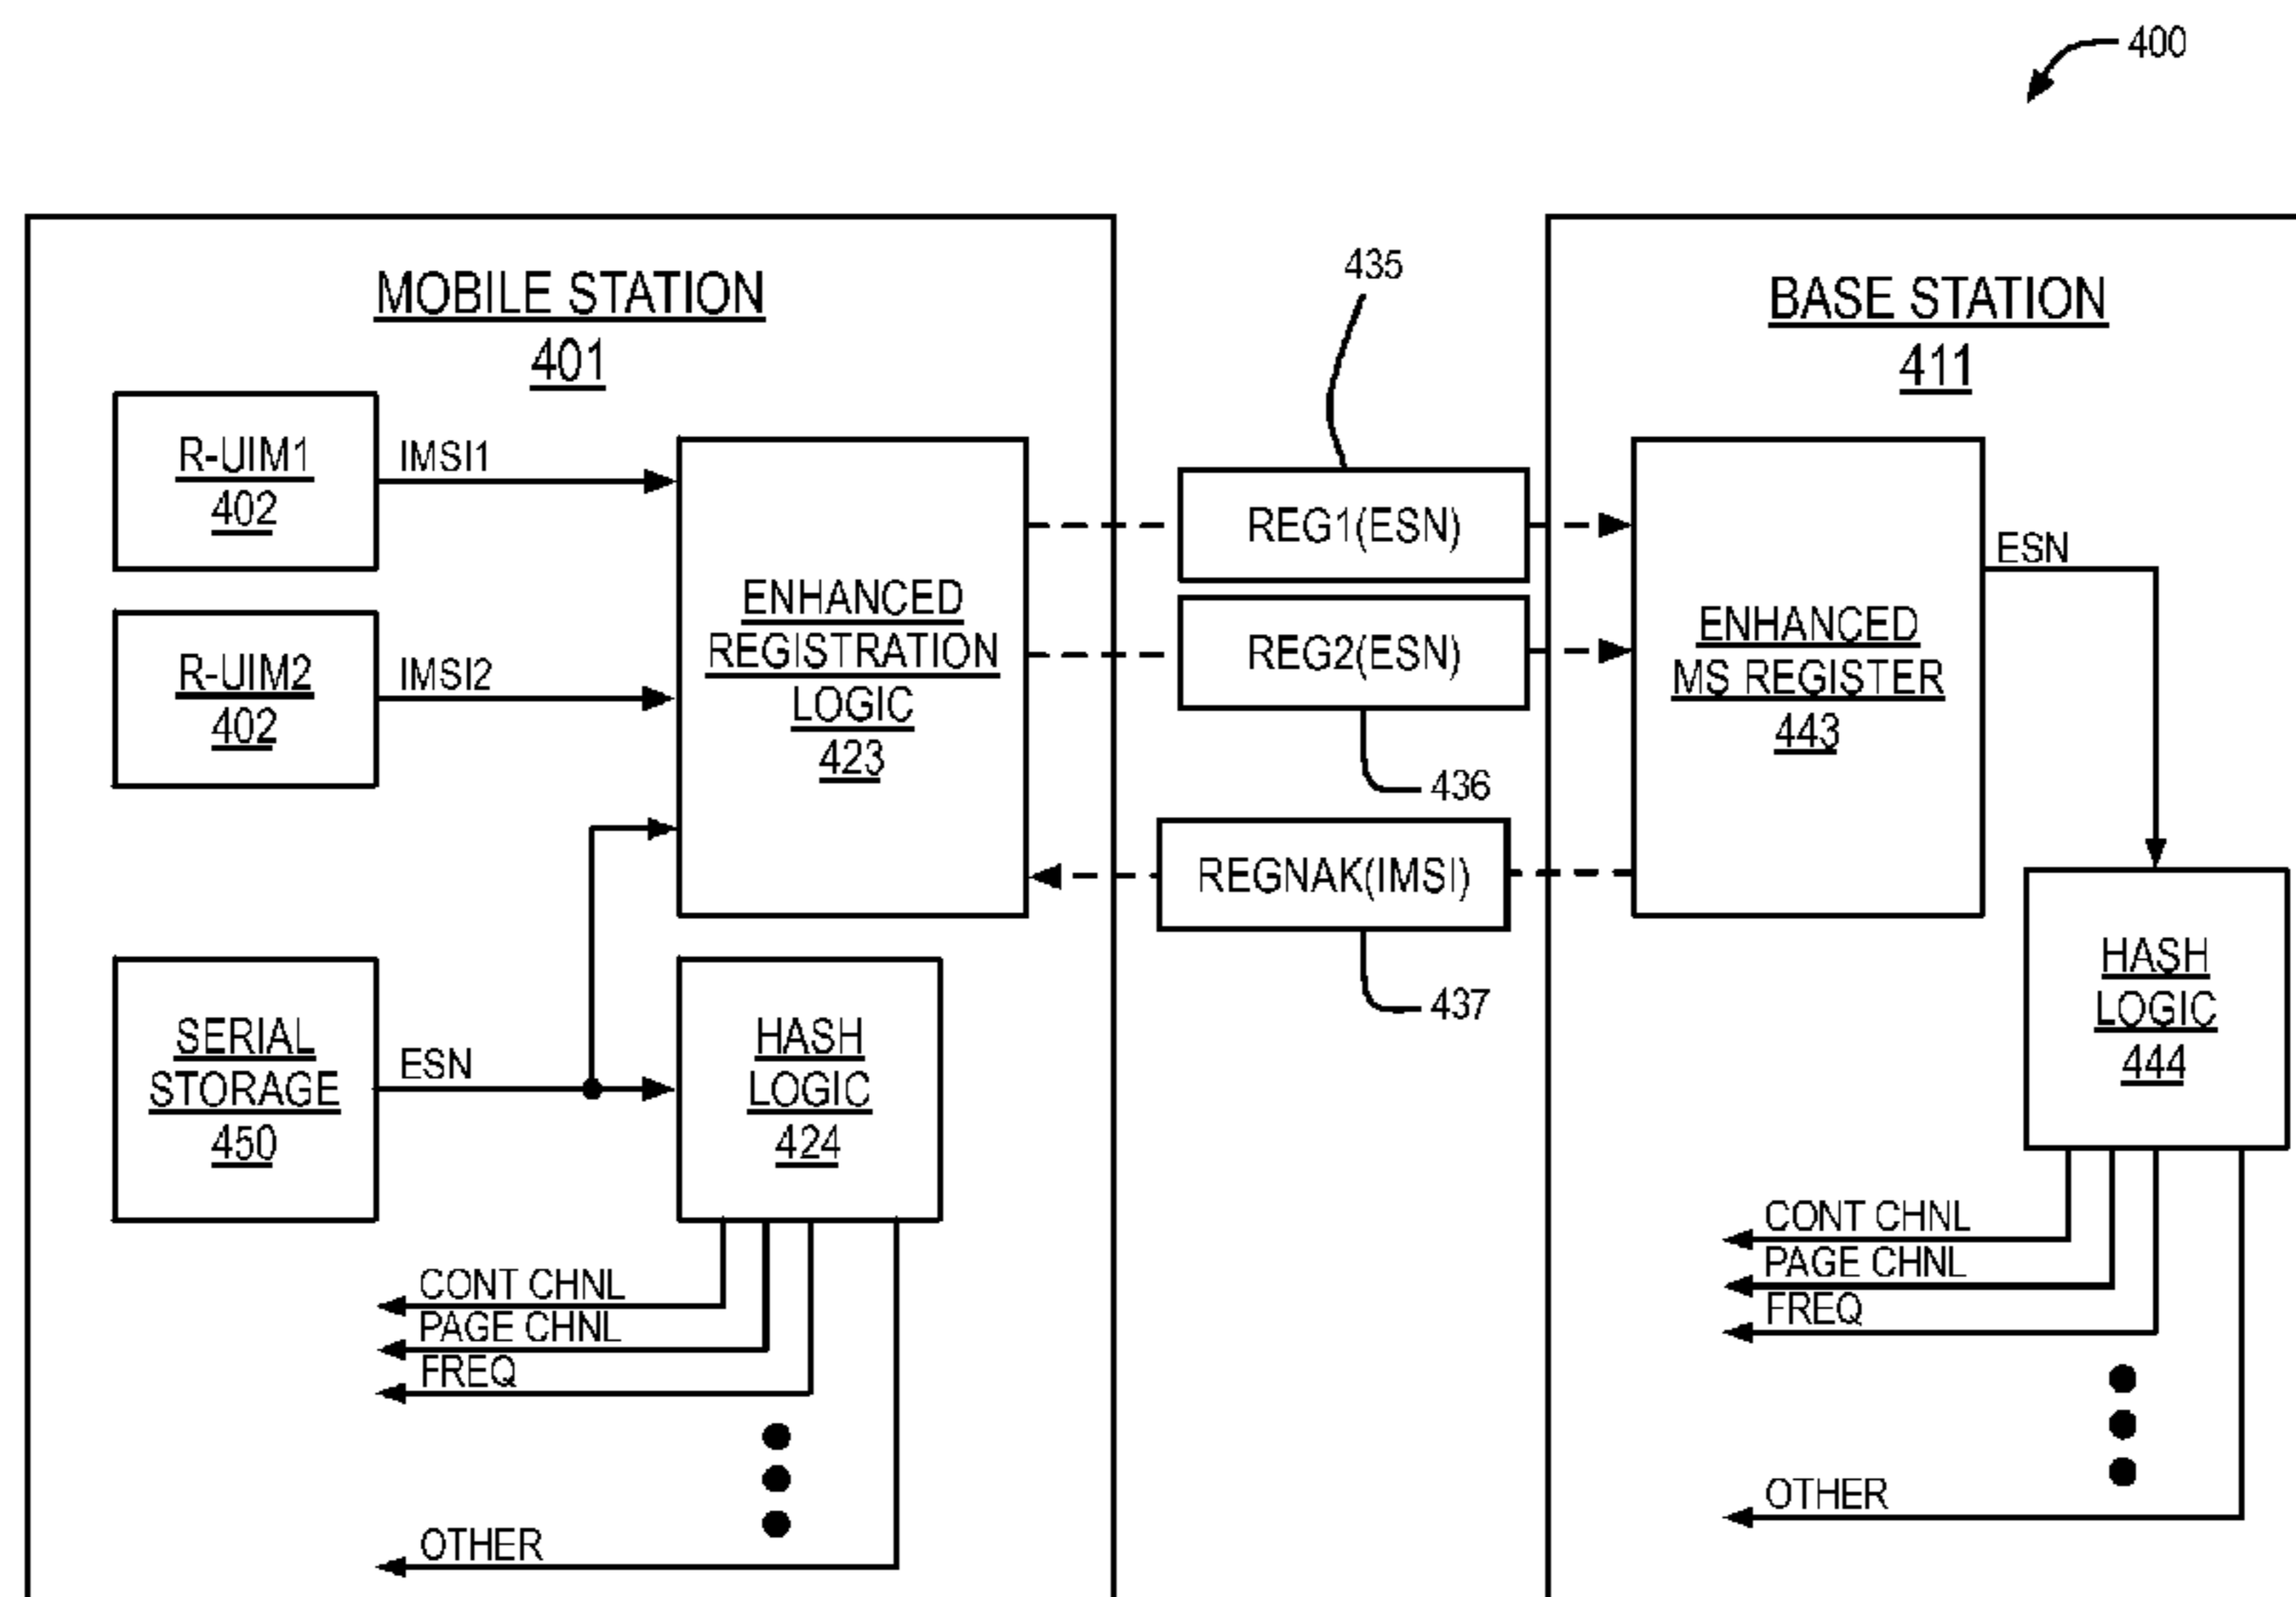 400
MOBILE STATION
401
R-UIM1
402
IMSI1
R-UIM2
402
IMSI2
ENHANCED
REGISTRATION
LOGIC
423
SERIAL
STORAGE
450
ESN
HASH
LOGIC
424
CONT CHNL
PAGE CHNL
FREQ
OTHER
435
REG1(ESN)
REG2(ESN)
436
REGNAK(IMSI)
437
BASE STATION
411
ENHANCED
MS REGISTER
443
ESN
HASH
LOGIC
444
CONT CHNL
PAGE CHNL
FREQ
OTHER